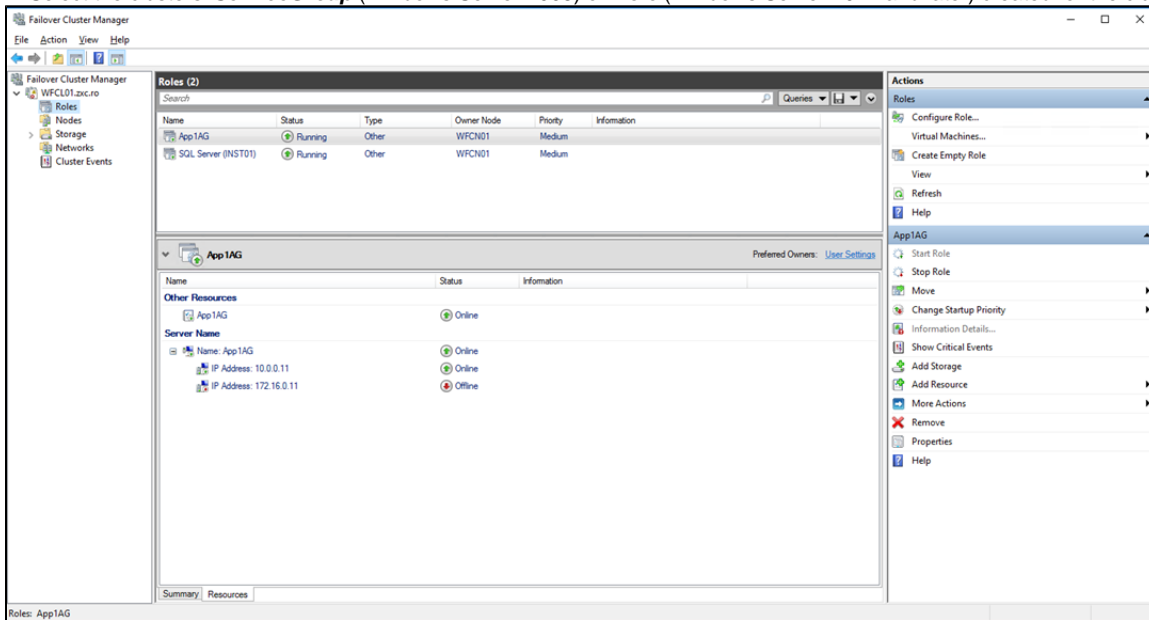 Failover Cluster Manager
File Action View Help
Failover Cluster Manager
WFCL01.zxc.ro
Roles
Nodes
Storage
Networks
Cluster Events
Roles (2)
Search
Queries
Name Status Type Owner Node Priority Information
App1AG Running Other WFCN01 Medium
SQL Server (INST01) Running Other WFCN01 Medium
App1AG
Preferred Owners: User Settings
Name Status Information
Other Resources
App1AG Online
Server Name
Name: App1AG Online
IP Address: 10.0.0.11 Online
IP Address: 172.16.0.11 Offline
Summary Resources
Actions
Roles
Configure Role...
Virtual Machines...
Create Empty Role
View
Refresh
Help
App1AG
Start Role
Stop Role
Move
Change Startup Priority
Information Details...
Show Critical Events
Add Storage
Add Resource
More Actions
Remove
Properties
Help
Roles: App1AG